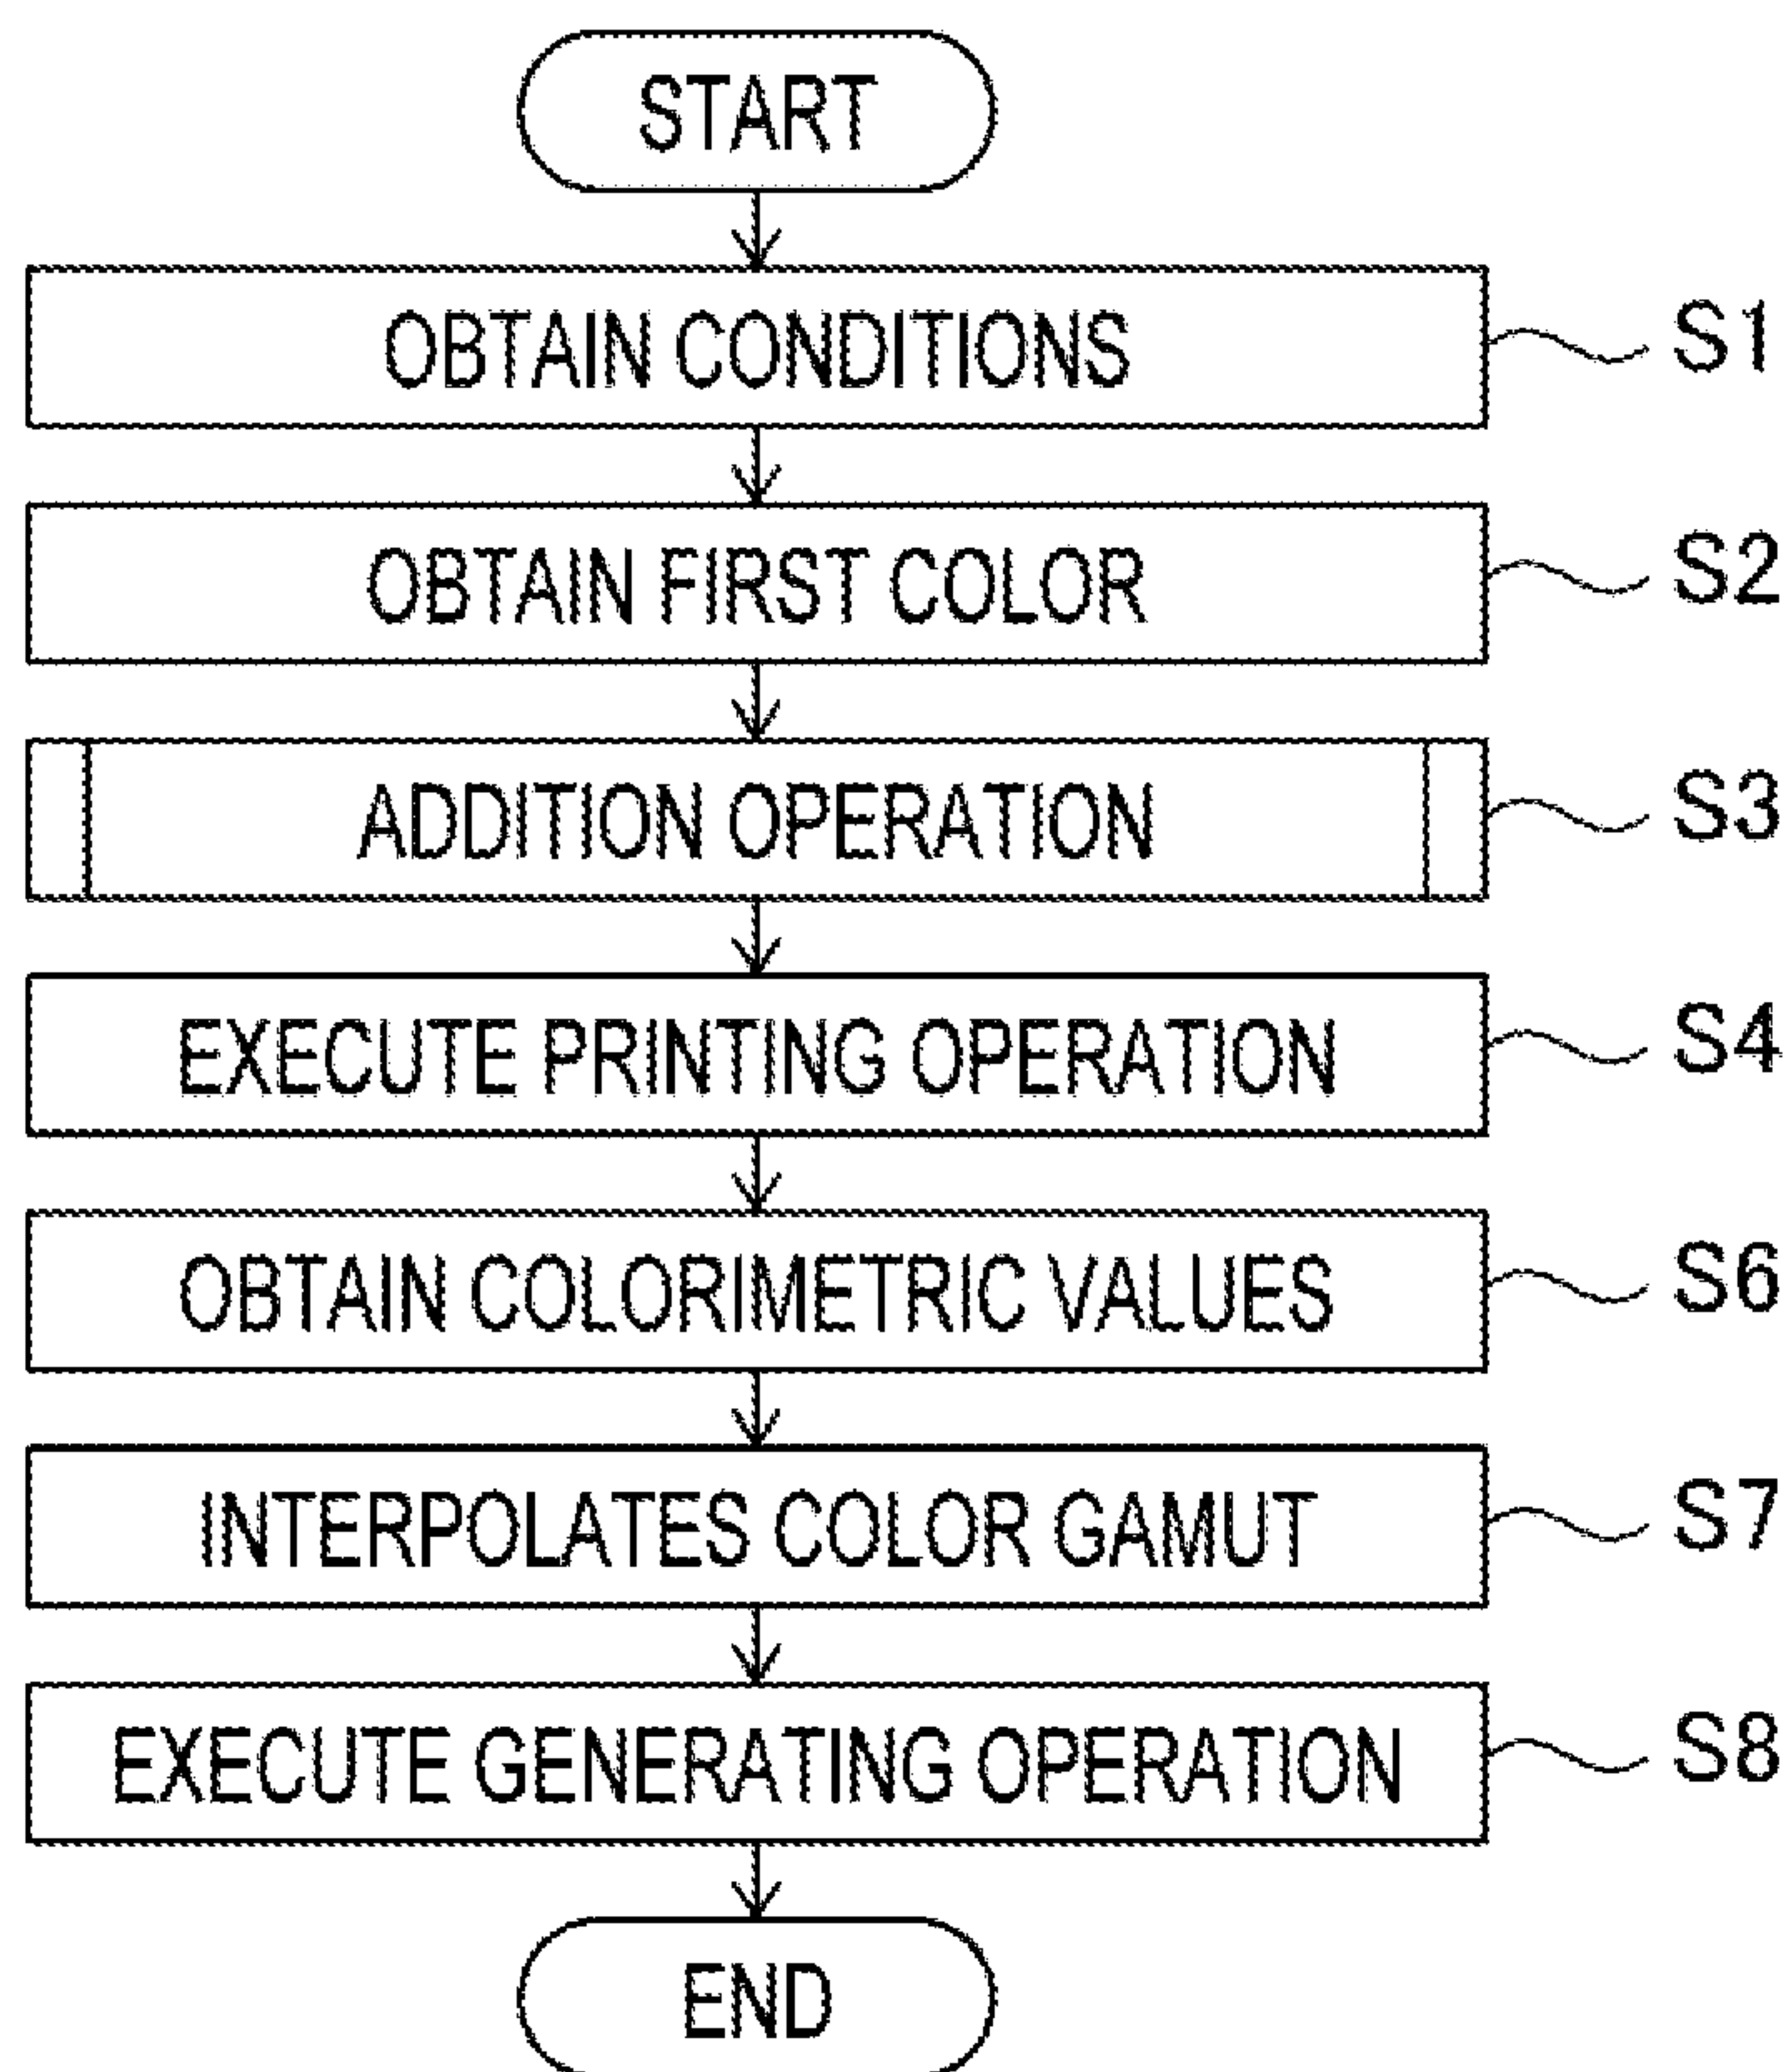 START
OBTAIN CONDITIONS S1
OBTAIN FIRST COLOR S2
ADDITION OPERATION S3
EXECUTE PRINTING OPERATION S4
OBTAIN COLORIMETRIC VALUES S6
INTERPOLATES COLOR GAMUT S7
EXECUTE GENERATING OPERATION S8
END